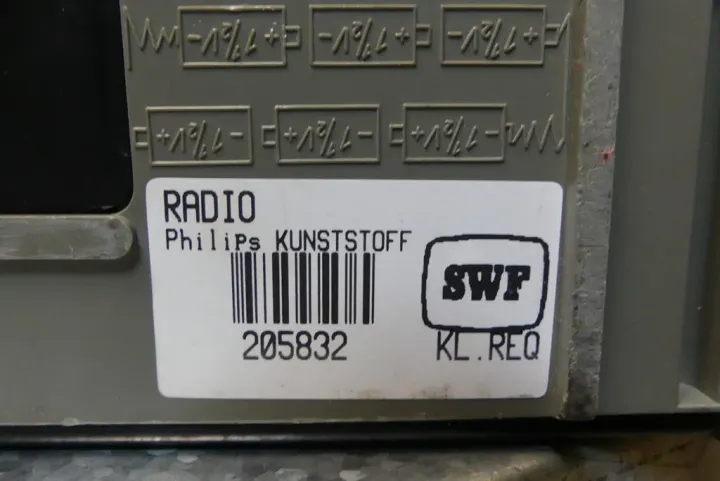 RADIO
Philips KUNSTSTOFF
SWF
205832
KL.REQ